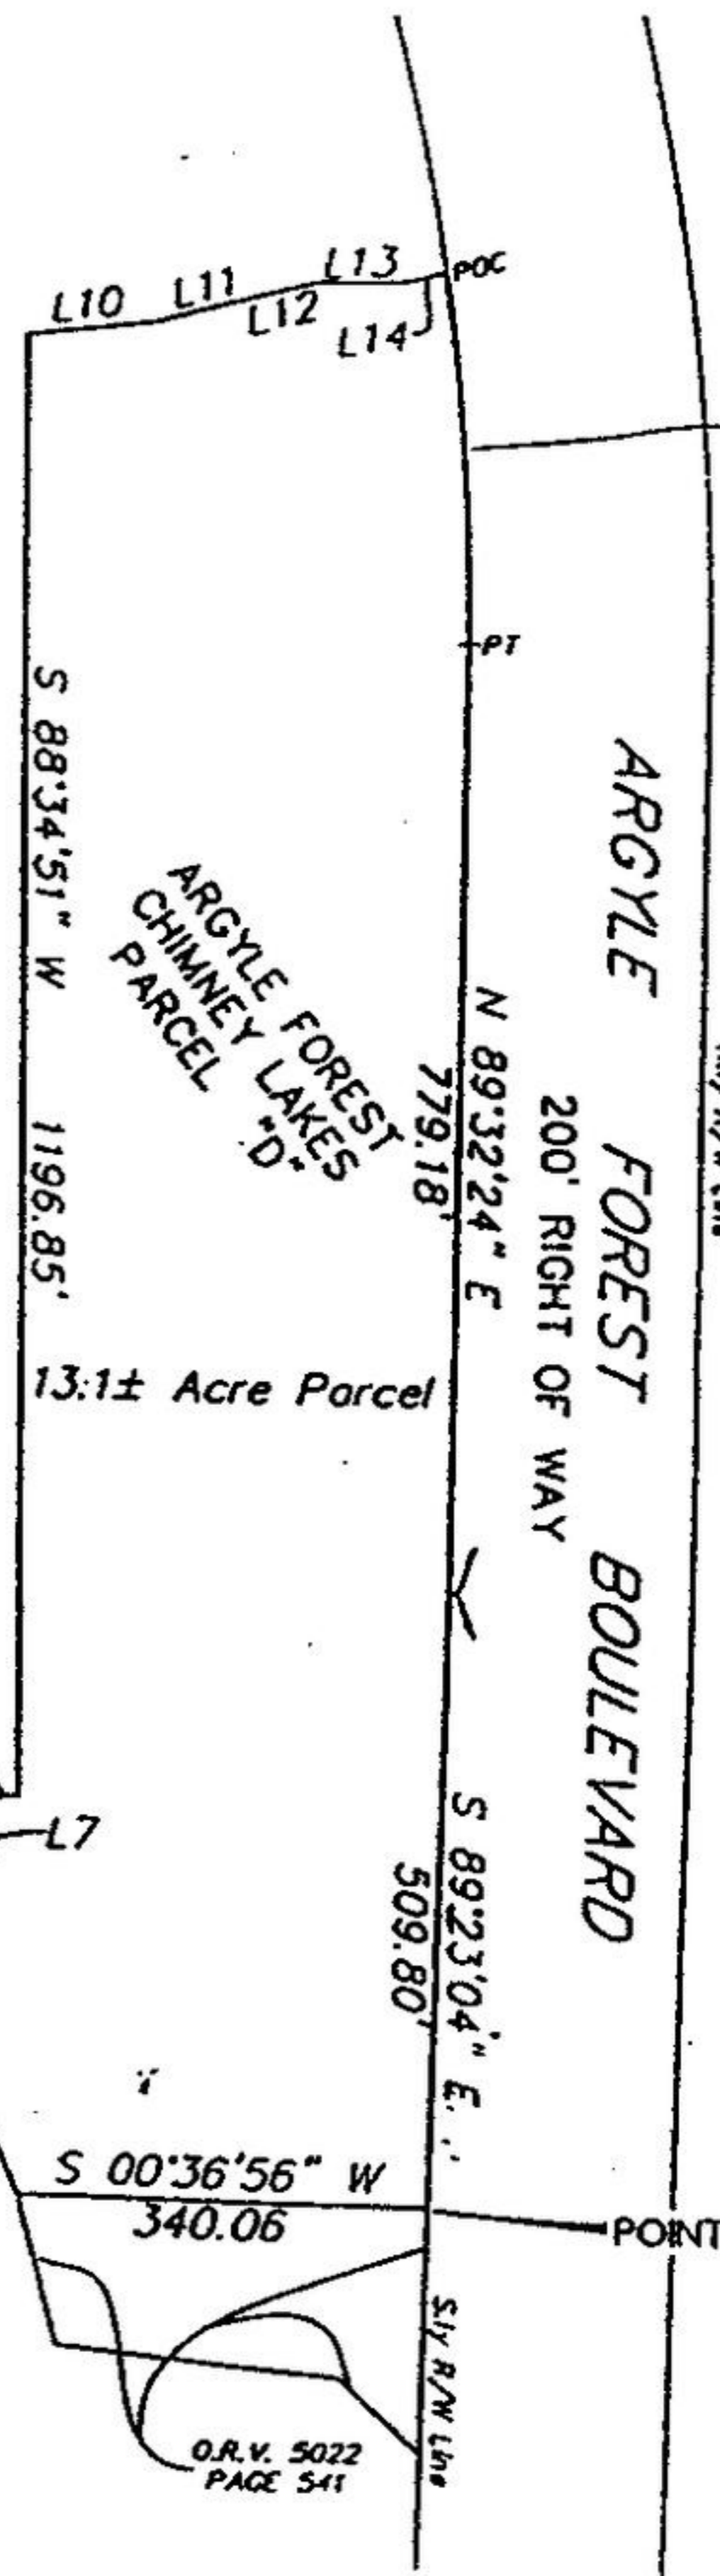 POC
L13
L11
L10
L12
L14
PT
ARGYLE FOREST BOULEVARD
200' RIGHT OF WAY
N 89°32'24" E
779.18'
S 88°34'51" W 1196.85'
ARGYLE FOREST
CHIMNEY LAKES
PARCEL "D"
13.1± Acre Parcel
S 89°23'04" E
509.80'
L7
S 00°36'56" W
340.06
POINT
Sly R/W Line
O.R.V. 5022
PAGE